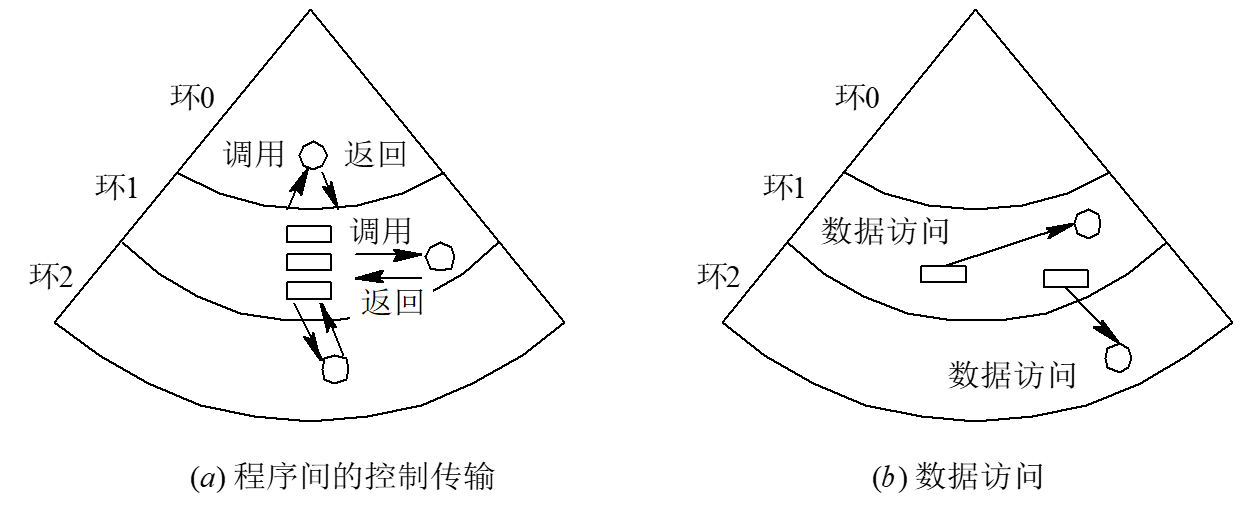 环0
调用
返回
环1
调用
环2
返回
(a) 程序间的控制传输
环0
环1
数据访问
环2
数据访问
(b) 数据访问